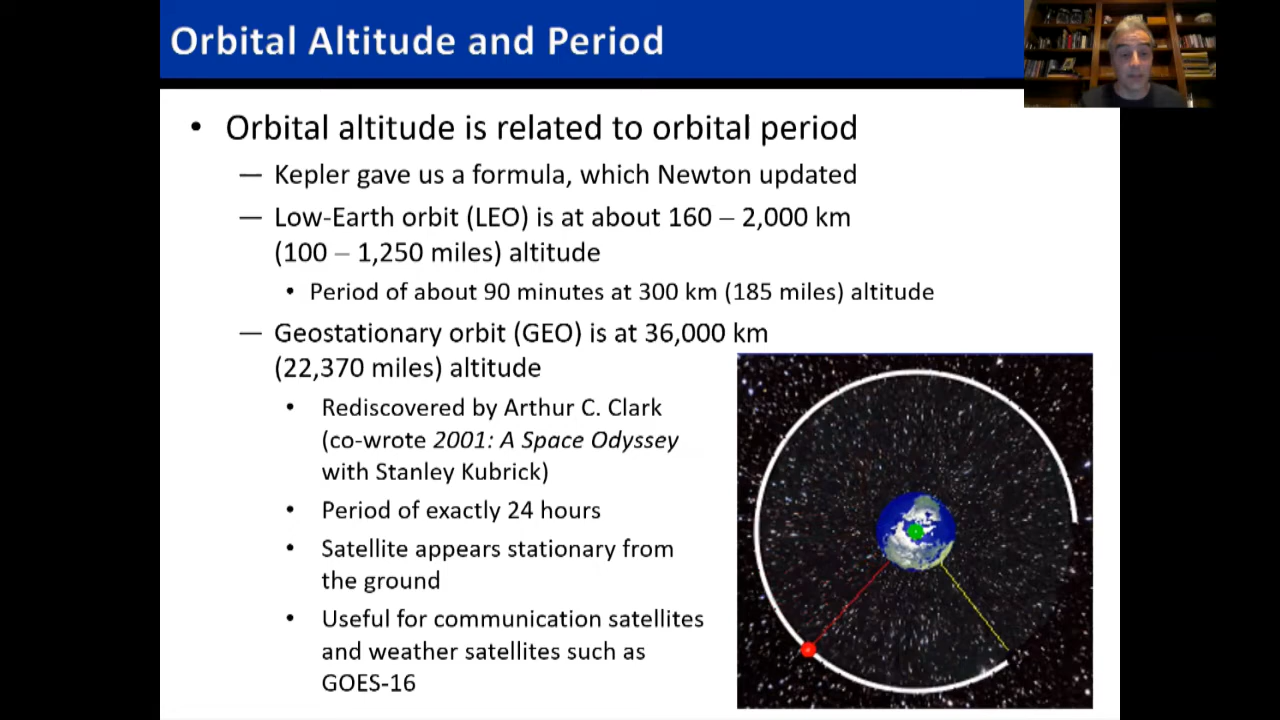 Orbital Altitude and Period
• Orbital altitude is related to orbital period
— Kepler gave us a formula, which Newton updated
— Low-Earth orbit (LEO) is at about 160 – 2,000 km
(100 – 1,250 miles) altitude
• Period of about 90 minutes at 300 km (185 miles) altitude
— Geostationary orbit (GEO) is at 36,000 km
(22,370 miles) altitude
• Rediscovered by Arthur C. Clark
(co-wrote 2001: A Space Odyssey
with Stanley Kubrick)
• Period of exactly 24 hours
• Satellite appears stationary from
the ground
• Useful for communication satellites
and weather satellites such as
GOES-16